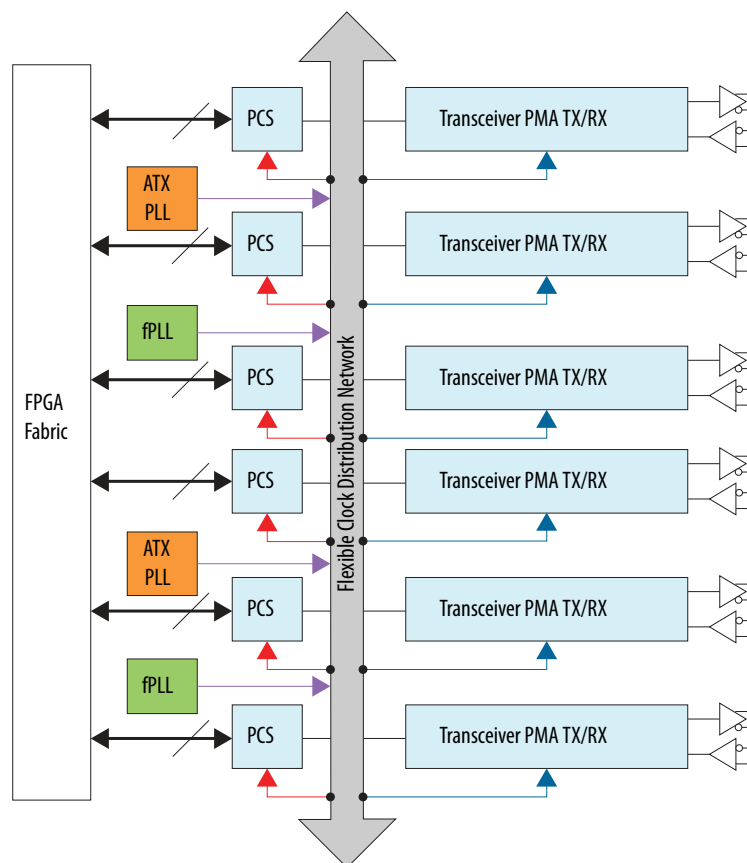 PCS
Transceiver PMA TX/RX
ATX
PLL
PCS
Transceiver PMA TX/RX
fPLL
PCS
Transceiver PMA TX/RX
FPGA
Fabric
Flexible Clock Distribution Network
PCS
Transceiver PMA TX/RX
ATX
PLL
PCS
Transceiver PMA TX/RX
fPLL
PCS
Transceiver PMA TX/RX